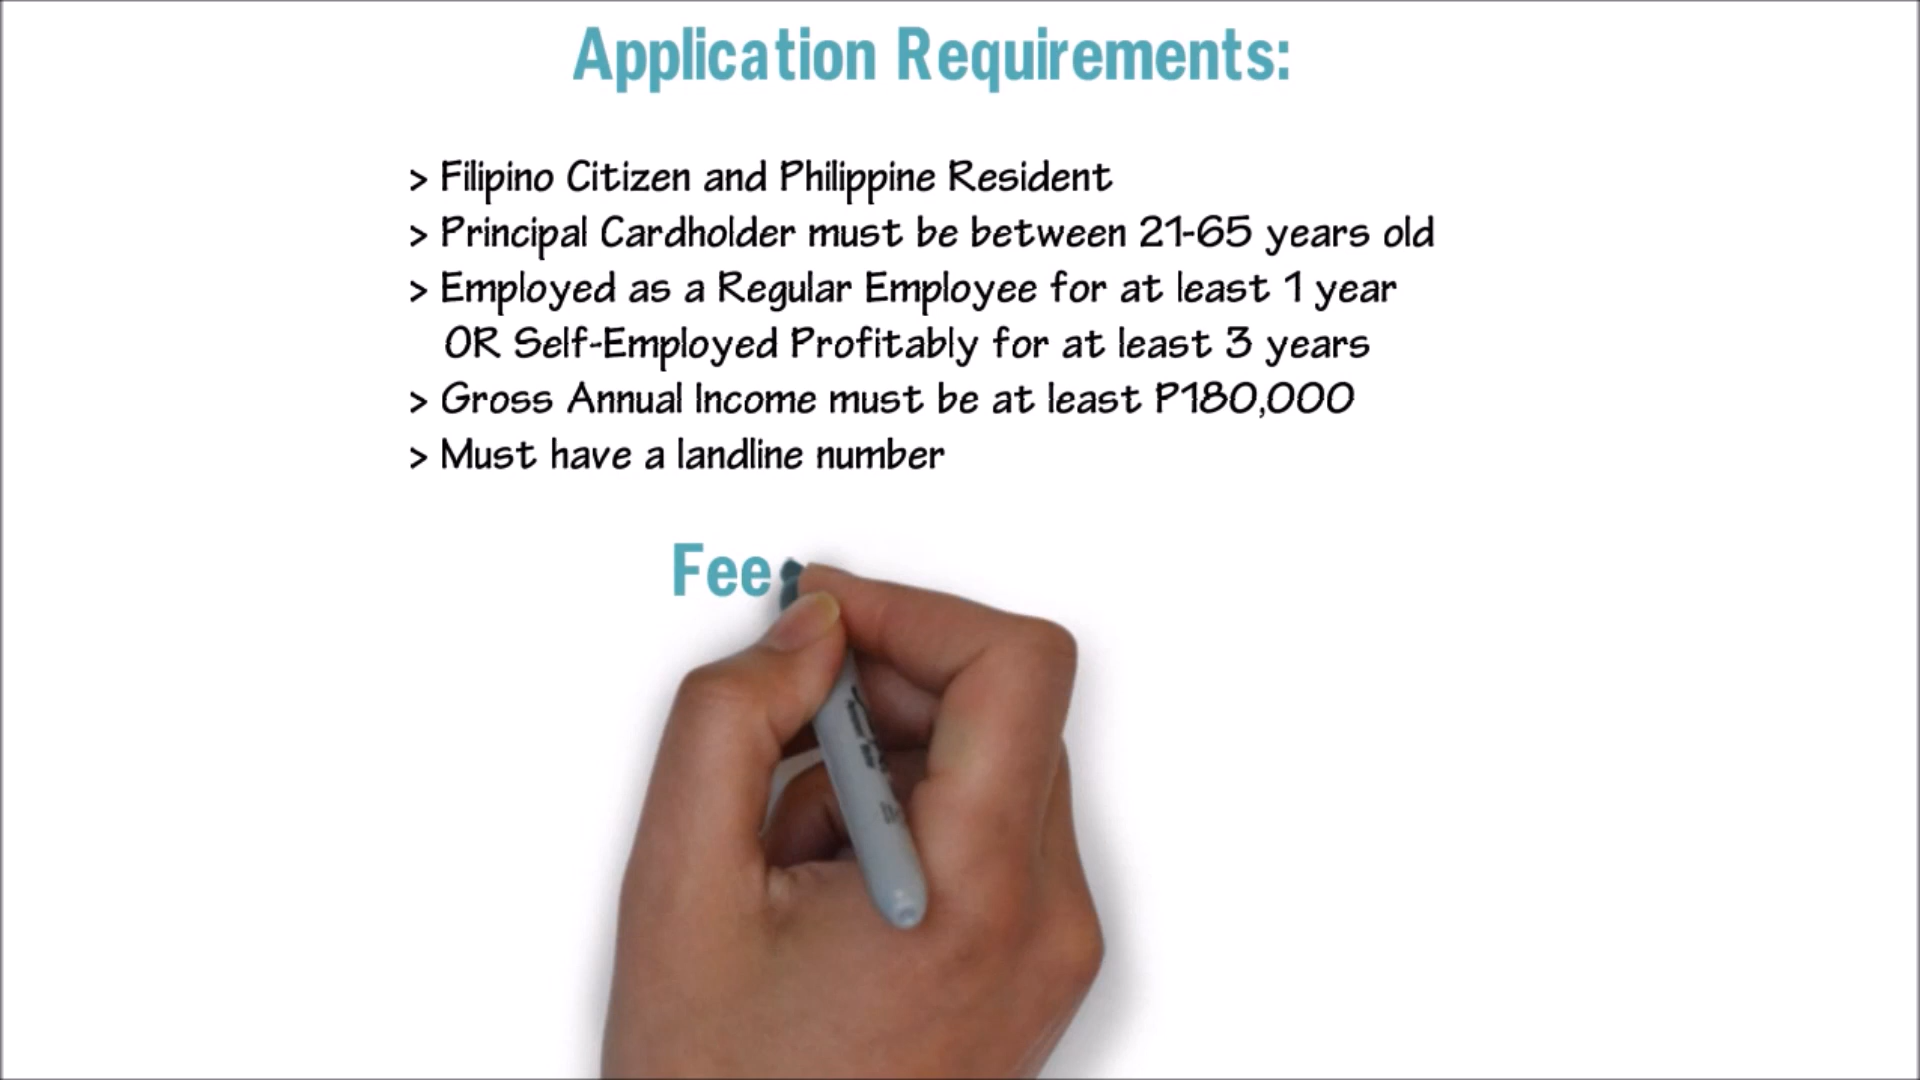 Application Requirements:
> Filipino Citizen and Philippine Resident
> Principal Cardholder must be between 21-65 years old
> Employed as a Regular Employee for at least 1 year
OR Self-Employed Profitably for at least 3 years
> Gross Annual Income must be at least P180,000
> Must have a landline number
Fee